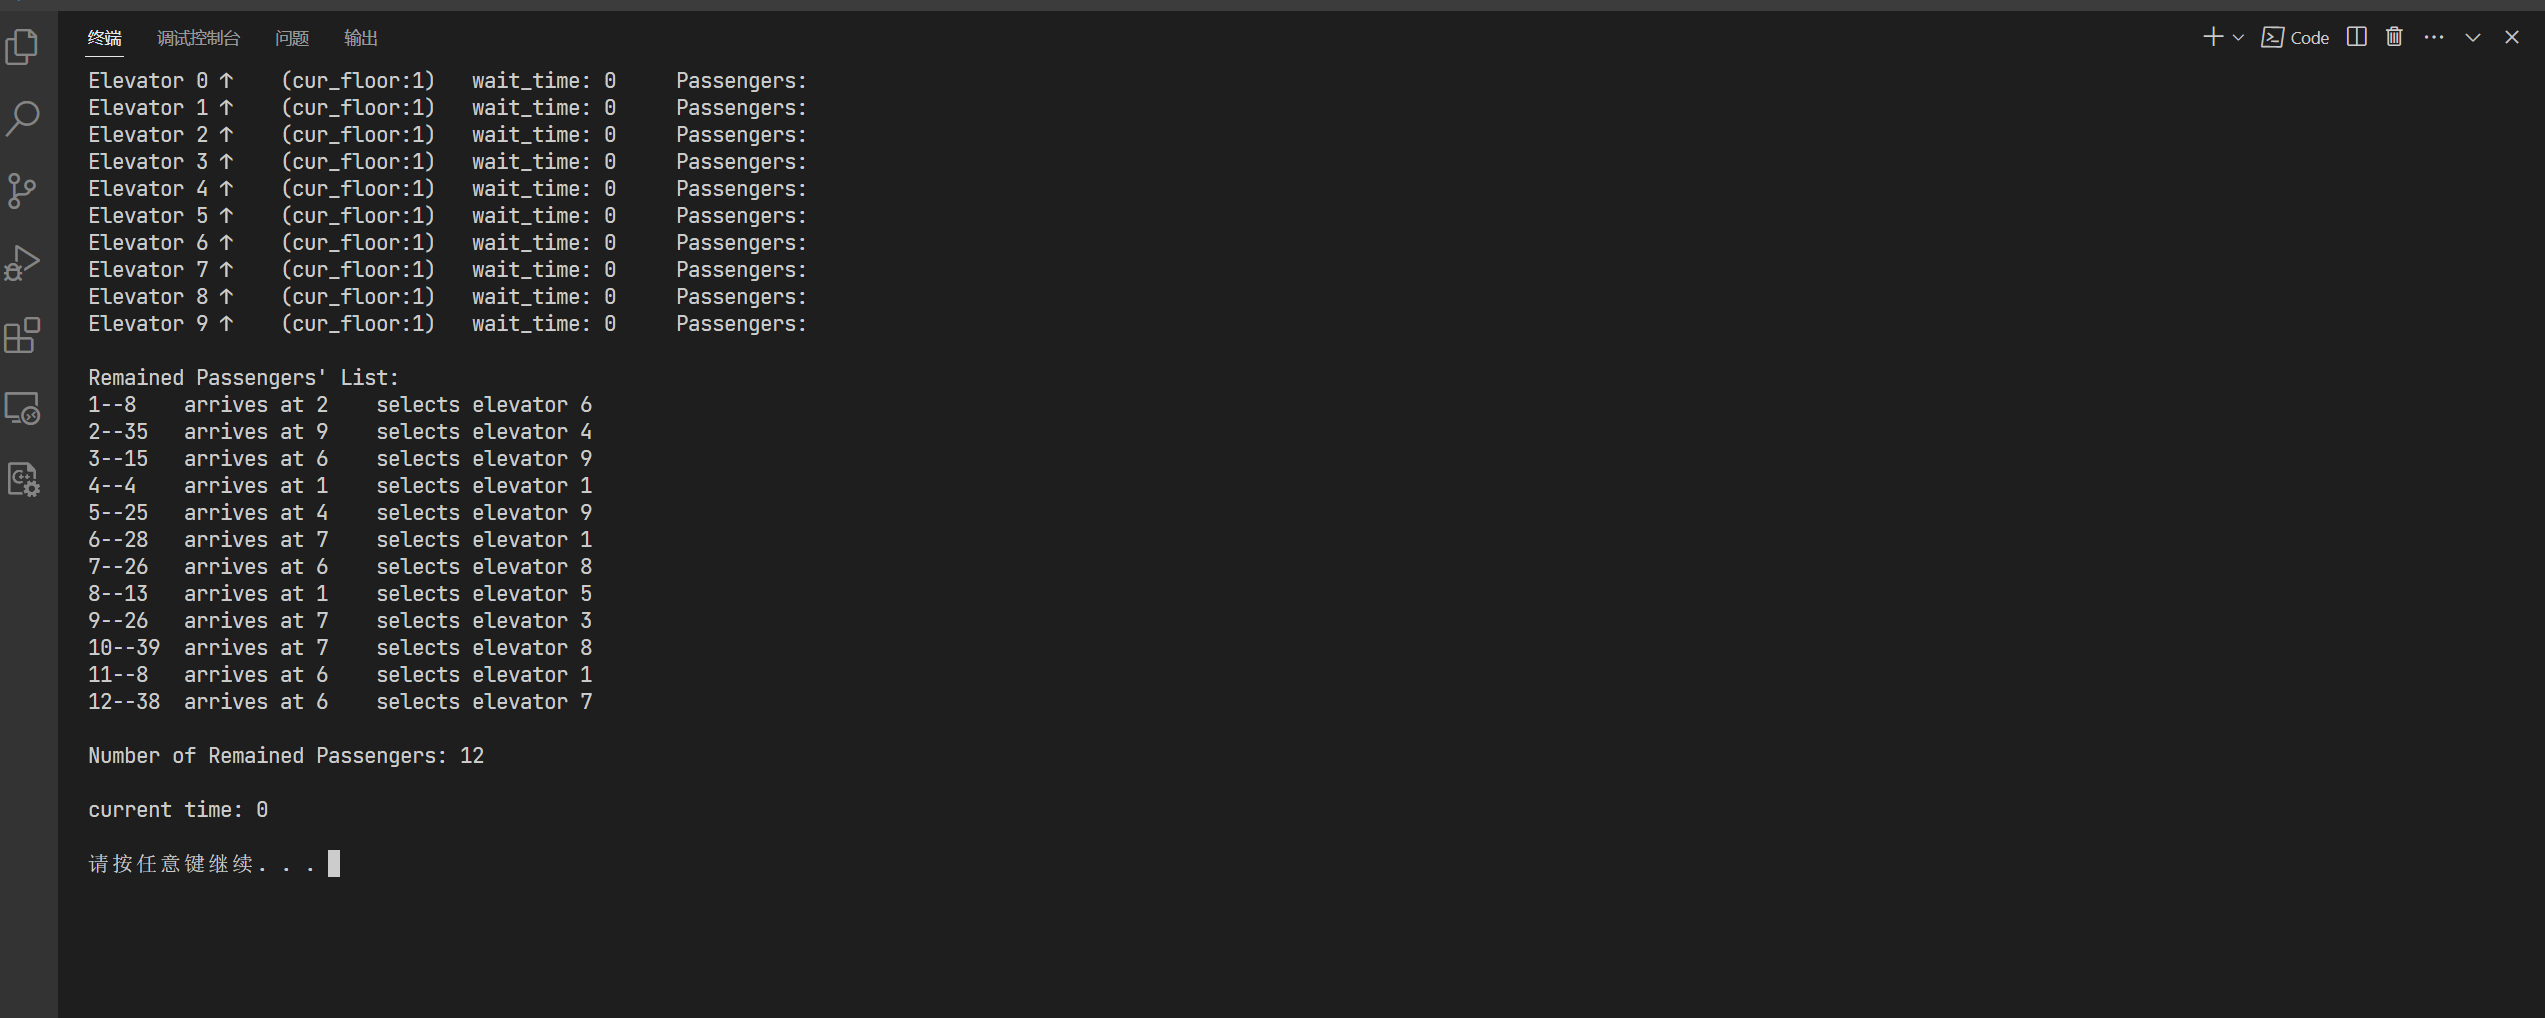 终端 调试控制台 问题 输出 Code
Elevator 0 ↑ (cur_floor:1) wait_time: 0 Passengers:
Elevator 1 ↑ (cur_floor:1) wait_time: 0 Passengers:
Elevator 2 ↑ (cur_floor:1) wait_time: 0 Passengers:
Elevator 3 ↑ (cur_floor:1) wait_time: 0 Passengers:
Elevator 4 ↑ (cur_floor:1) wait_time: 0 Passengers:
Elevator 5 ↑ (cur_floor:1) wait_time: 0 Passengers:
Elevator 6 ↑ (cur_floor:1) wait_time: 0 Passengers:
Elevator 7 ↑ (cur_floor:1) wait_time: 0 Passengers:
Elevator 8 ↑ (cur_floor:1) wait_time: 0 Passengers:
Elevator 9 ↑ (cur_floor:1) wait_time: 0 Passengers:
Remained Passengers' List:
1--8 arrives at 2 selects elevator 6
2--35 arrives at 9 selects elevator 4
3--15 arrives at 6 selects elevator 9
4--4 arrives at 1 selects elevator 1
5--25 arrives at 4 selects elevator 9
6--28 arrives at 7 selects elevator 1
7--26 arrives at 6 selects elevator 8
8--13 arrives at 1 selects elevator 5
9--26 arrives at 7 selects elevator 3
10--39 arrives at 7 selects elevator 8
11--8 arrives at 6 selects elevator 1
12--38 arrives at 6 selects elevator 7
Number of Remained Passengers: 12
current time: 0
请按任意键继续. . .